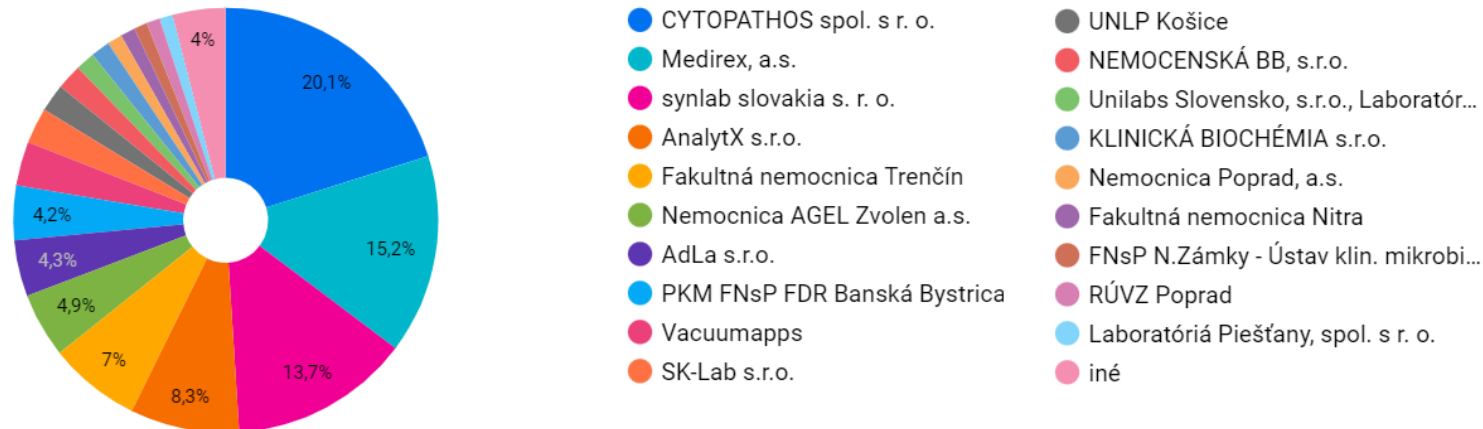 4%
20,1%
15,2%
13,7%
8,3%
7%
4,9%
4,3%
4,2%
CYTOPATHOS spol. s r. o.
Medirex, a.s.
synlab slovakia s. r. o.
AnalytX s.r.o.
Fakultná nemocnica Trenčín
Nemocnica AGEL Zvolen a.s.
AdLa s.r.o.
PKM FNsP FDR Banská Bystrica
Vacuumapps
SK-Lab s.r.o.
UNLP Košice
NEMOCENSKÁ BB, s.r.o.
Unilabs Slovensko, s.r.o., Laboratór...
KLINICKÁ BIOCHÉMIA s.r.o.
Nemocnica Poprad, a.s.
Fakultná nemocnica Nitra
FNsP N.Zámky - Ústav klin. mikrobi...
RÚVZ Poprad
Laboratóriá Piešťany, spol. s r. o.
iné